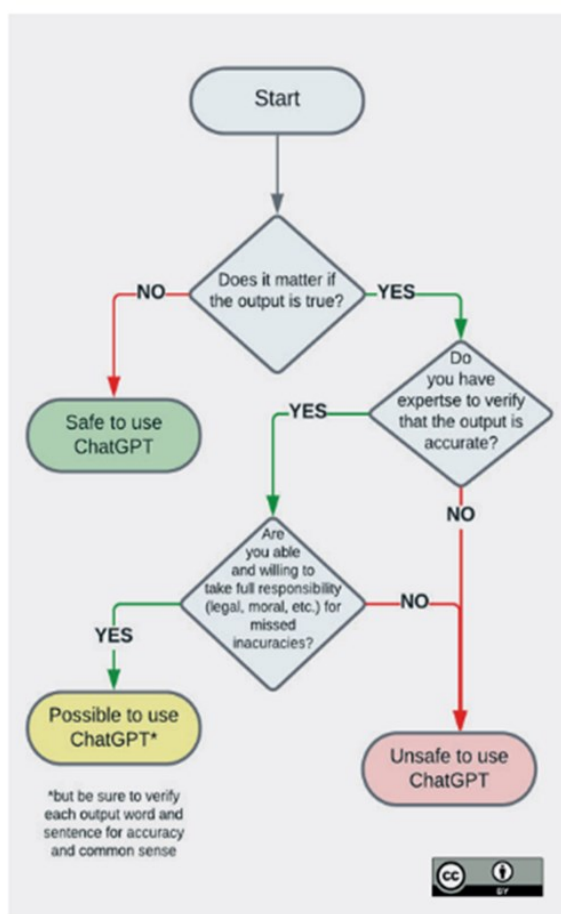 Start
Does it matter if
the output is true?
NO
YES
Safe to use
ChatGPT
Do
you have
expertse to verify
that the output is
accurate?
YES
NO
Are
you able
and willing to
take full responsibility
(legal, moral, etc.) for
missed
inacuracies?
NO
YES
Possible to use
ChatGPT*
Unsafe to use
ChatGPT
*but be sure to verify
each output word and
sentence for accuracy
and common sense
cc
BY